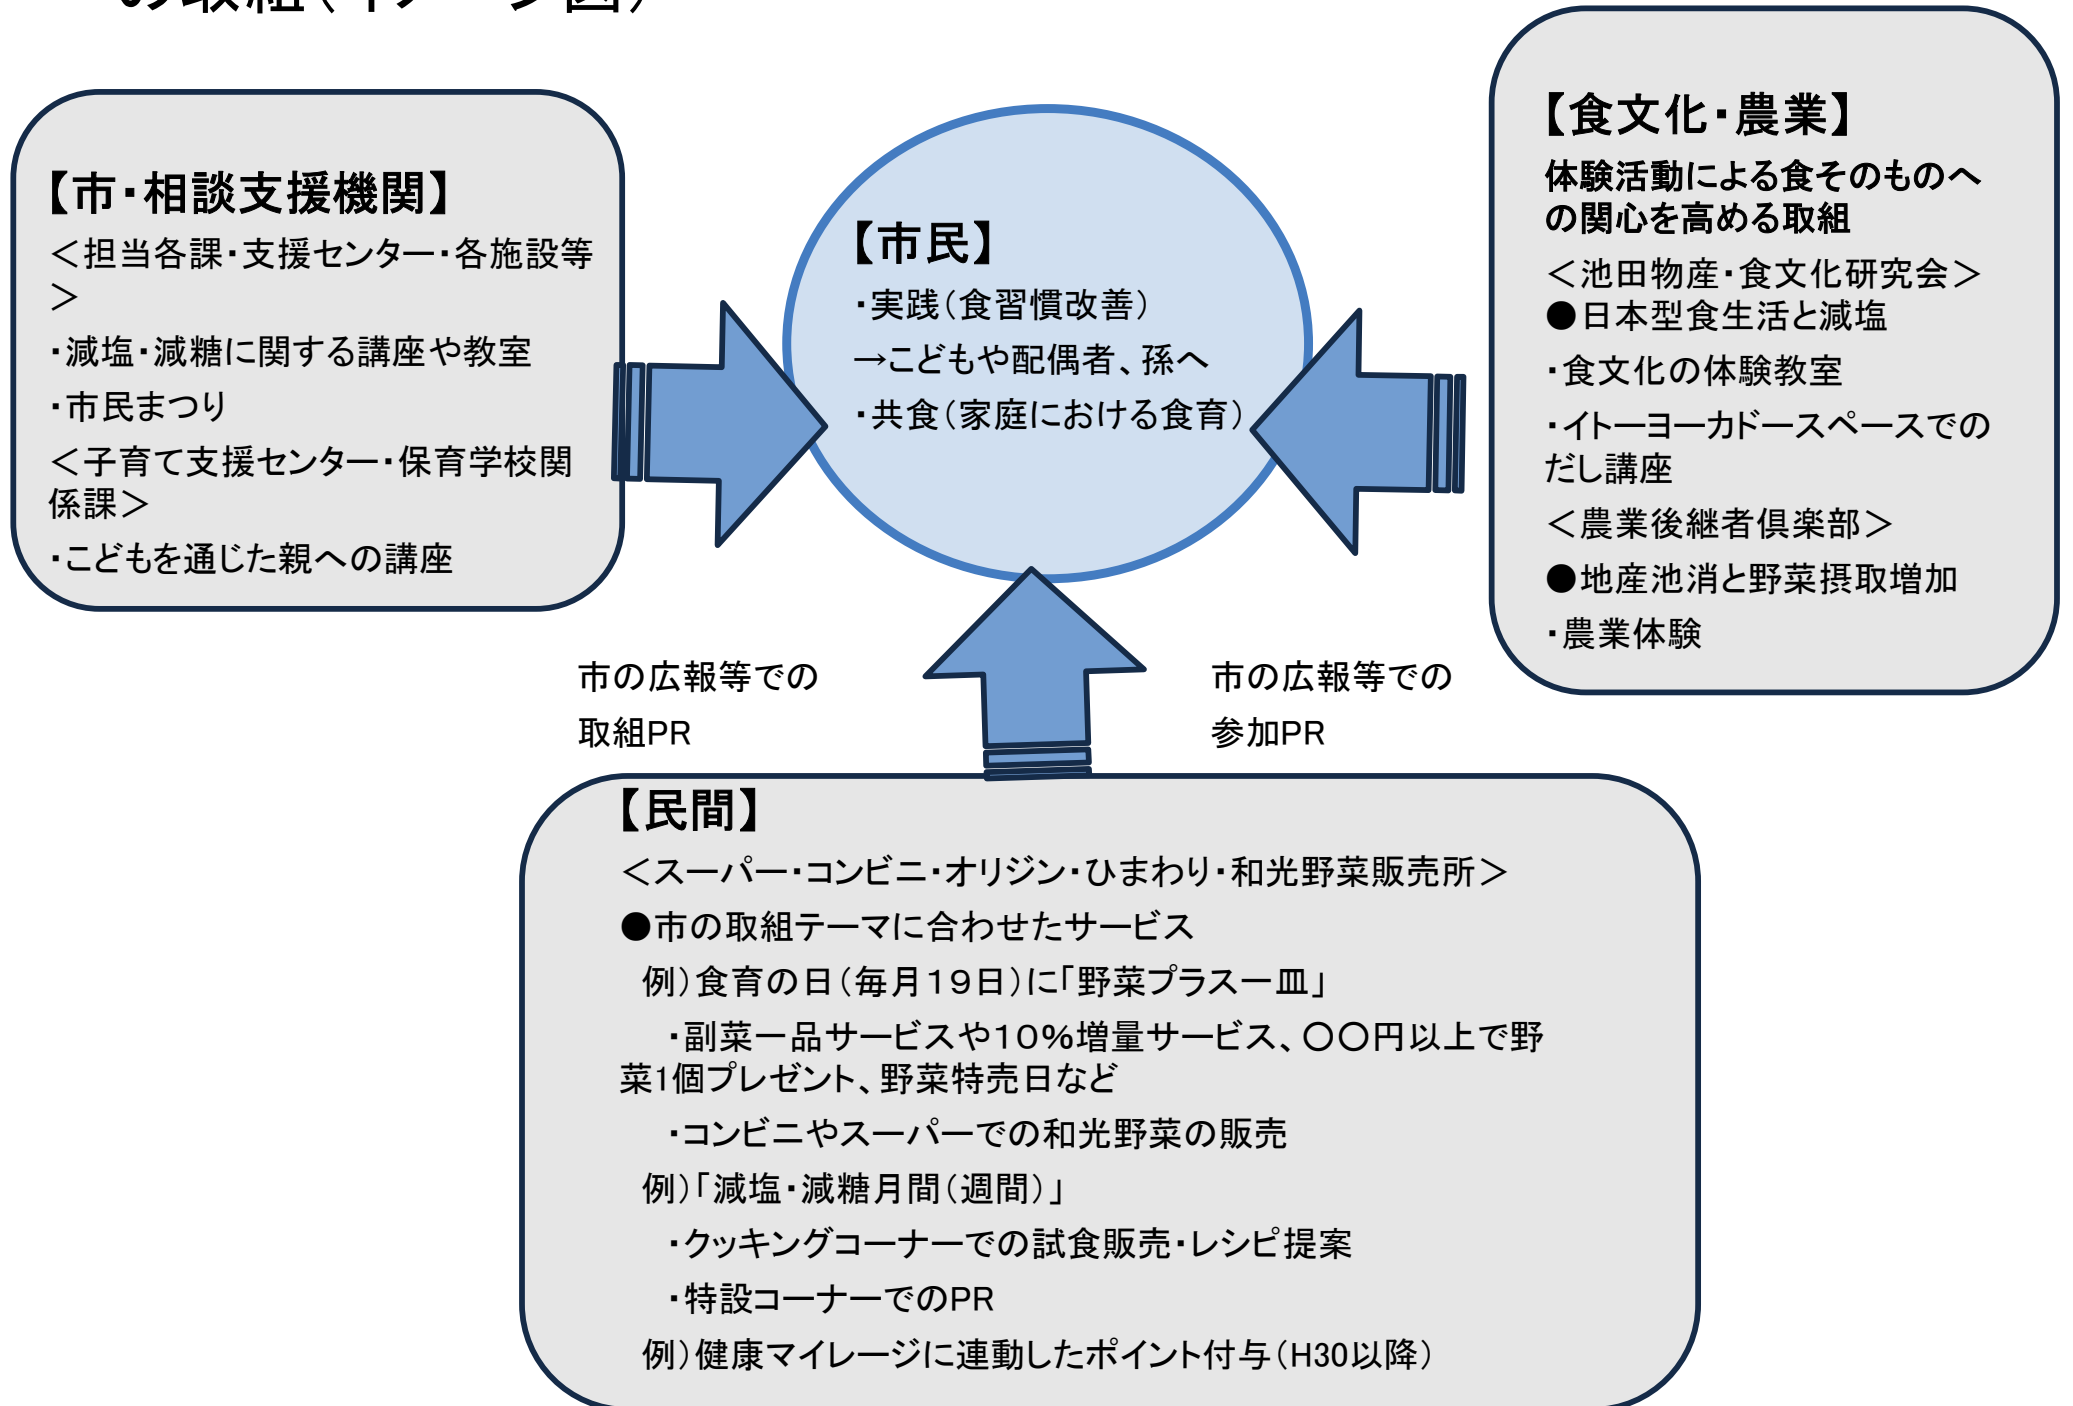 の取組(イメージ図)
【市・相談支援機関】
＜担当各課・支援センター・各施設等
＞
・減塩・減糖に関する講座や教室
・市民まつり
＜子育て支援センター・保育学校関
係課＞
・こどもを通じた親への講座
【市民】
・実践(食習慣改善)
→こどもや配偶者、孫へ
・共食(家庭における食育)
【食文化・農業】
体験活動による食そのものへ
の関心を高める取組
＜池田物産・食文化研究会＞
●日本型食生活と減塩
・食文化の体験教室
・イトーヨーカドースペースでの
だし講座
＜農業後継者倶楽部＞
●地産池消と野菜摂取増加
・農業体験
市の広報等での
取組PR
市の広報等での
参加PR
【民間】
＜スーパー・コンビニ・オリジン・ひまわり・和光野菜販売所＞
●市の取組テーマに合わせたサービス
例)食育の日(毎月１９日)に「野菜プラス一皿」
・副菜一品サービスや１０%増量サービス、〇〇円以上で野
菜1個プレゼント、野菜特売日など
・コンビニやスーパーでの和光野菜の販売
例)「減塩・減糖月間(週間)」
・クッキングコーナーでの試食販売・レシピ提案
・特設コーナーでのPR
例)健康マイレージに連動したポイント付与(H30以降)